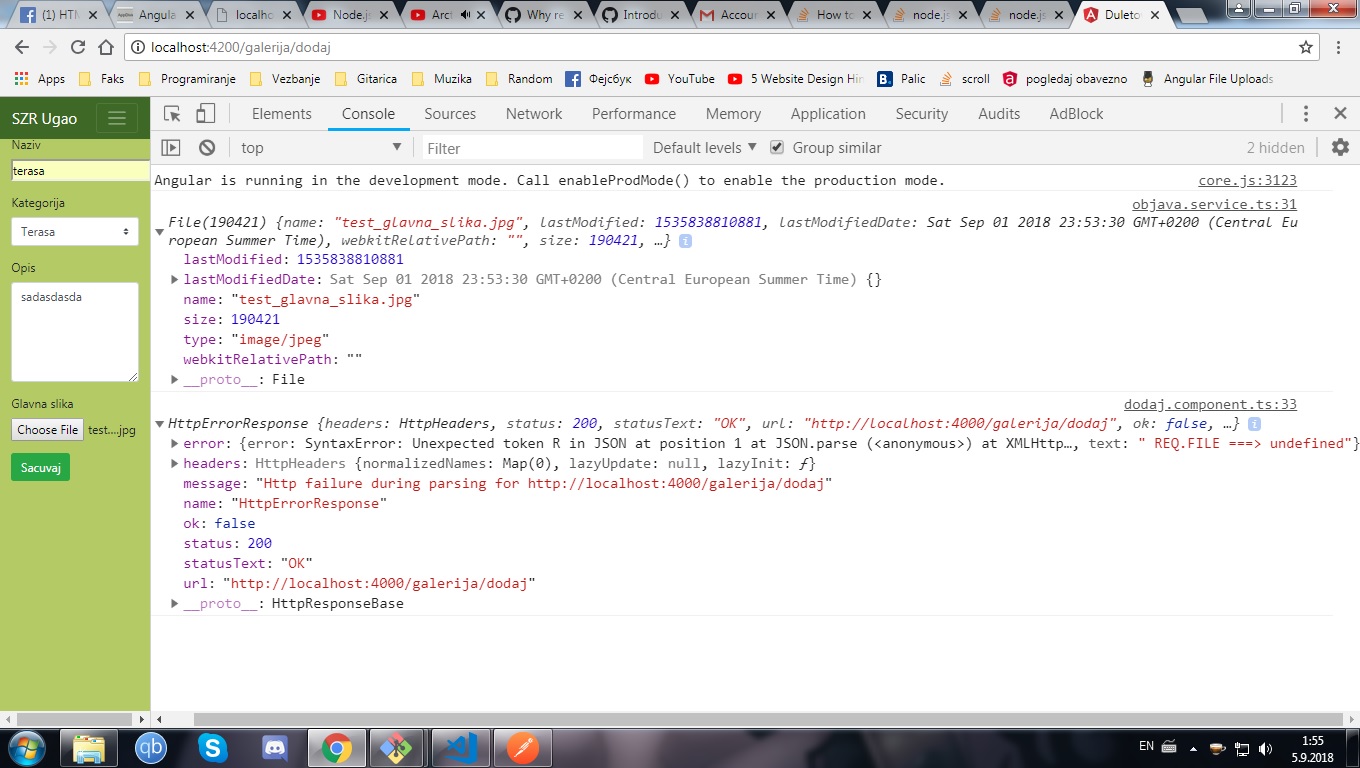 (1) HTM
Angula
localho
Node.js
Arc
Why re
Introdu
Accoun
How to
node.js
node.js
Duleto
localhost:4200/galerija/dodaj
Apps Faks Programiranje Vezbanje Gitarica Muzika Random Фејсбук YouTube 5 Website Design Hin Palic scroll pogledaj obavezno Angular File Uploads
SZR Ugao
Naziv
terasa
Kategorija
Terasa
Opis
sadasdasda
Glavna slika
Choose File test....jpg
Sacuvaj
Elements Console Sources Network Performance Memory Application Security Audits AdBlock
top Filter Default levels Group similar 2 hidden
Angular is running in the development mode. Call enableProdMode() to enable the production mode. core.js:3123
objava.service.ts:31
File(190421) {name: "test_glavna_slika.jpg", lastModified: 1535838810881, lastModifiedDate: Sat Sep 01 2018 23:53:30 GMT+0200 (Central Eu
ropean Summer Time), webkitRelativePath: "", size: 190421, …}
lastModified: 1535838810881
lastModifiedDate: Sat Sep 01 2018 23:53:30 GMT+0200 (Central European Summer Time) {}
name: "test_glavna_slika.jpg"
size: 190421
type: "image/jpeg"
webkitRelativePath: ""
__proto__: File
dodaj.component.ts:33
HttpErrorResponse {headers: HttpHeaders, status: 200, statusText: "OK", url: "http://localhost:4000/galerija/dodaj", ok: false, …}
error: {error: SyntaxError: Unexpected token R in JSON at position 1 at JSON.parse (<anonymous>) at XMLHttp…, text: " REQ.FILE ===> undefined"}
headers: HttpHeaders {normalizedNames: Map(0), lazyUpdate: null, lazyInit: ƒ}
message: "Http failure during parsing for http://localhost:4000/galerija/dodaj"
name: "HttpErrorResponse"
ok: false
status: 200
statusText: "OK"
url: "http://localhost:4000/galerija/dodaj"
__proto__: HttpResponseBase
qb
EN
1:55
5.9.2018